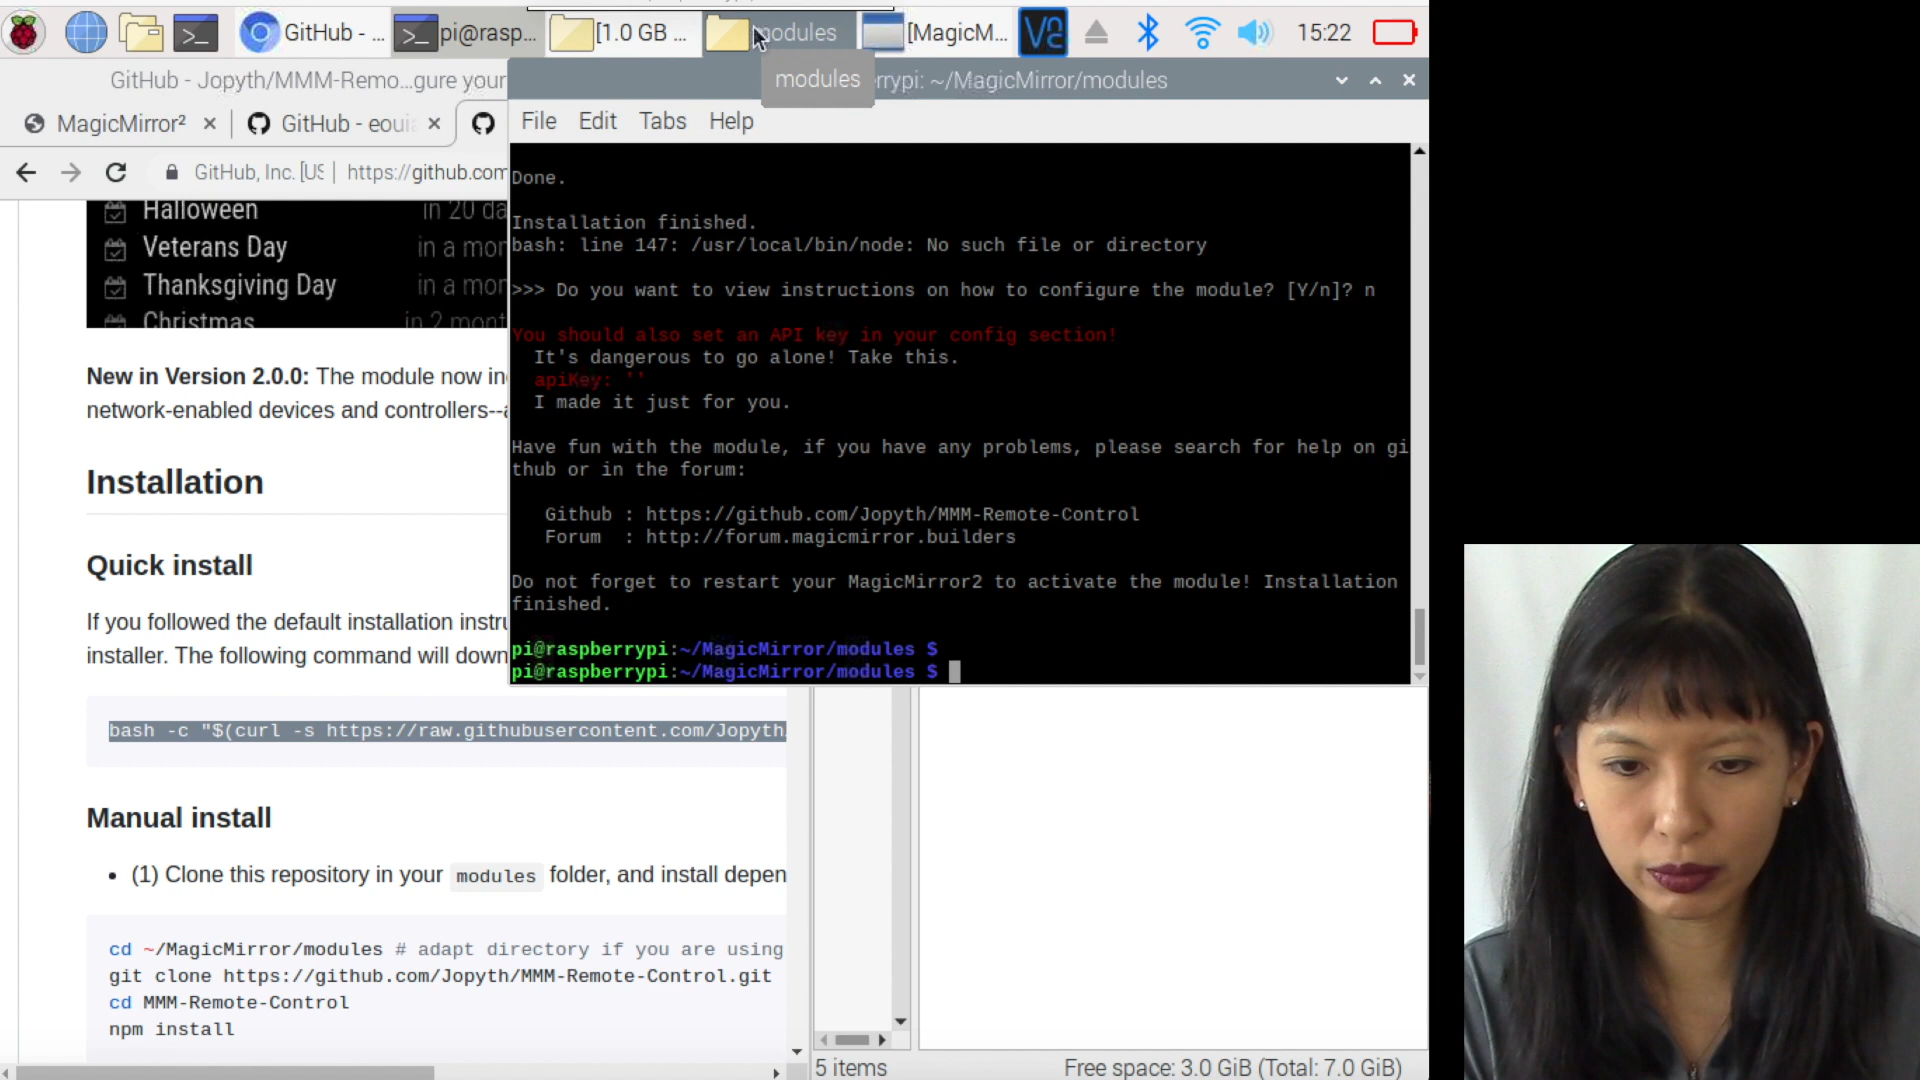 GitHub - ...
pi@rasp...
[1.0 GB ...
modules
[MagicM...
15:22
GitHub - Jopyth/MMM-Remo...gure your
modules
errypi: ~/MagicMirror/modules
MagicMirror² ×
GitHub - eouia ×
File Edit Tabs Help
GitHub, Inc. [US | https://github.com
Halloween in 20 da
Veterans Day in a mon
Thanksgiving Day in a mon
Christmas in 2 mont
Done.
Installation finished.
bash: line 147: /usr/local/bin/node: No such file or directory
>>> Do you want to view instructions on how to configure the module? [Y/n]? n
You should also set an API key in your config section!
It's dangerous to go alone! Take this.
apiKey: ''
I made it just for you.
Have fun with the module, if you have any problems, please search for help on gi
thub or in the forum:
Github : https://github.com/Jopyth/MMM-Remote-Control
Forum : http://forum.magicmirror.builders
Do not forget to restart your MagicMirror2 to activate the module! Installation
finished.
pi@raspberrypi:~/MagicMirror/modules $
pi@raspberrypi:~/MagicMirror/modules $
New in Version 2.0.0: The module now in
network-enabled devices and controllers--a
Installation
Quick install
If you followed the default installation instru
installer. The following command will down
bash -c "$(curl -s https://raw.githubusercontent.com/Jopyth/
Manual install
• (1) Clone this repository in your modules folder, and install depen
cd ~/MagicMirror/modules # adapt directory if you are using
git clone https://github.com/Jopyth/MMM-Remote-Control.git
cd MMM-Remote-Control
npm install
5 items
Free space: 3.0 GiB (Total: 7.0 GiB)